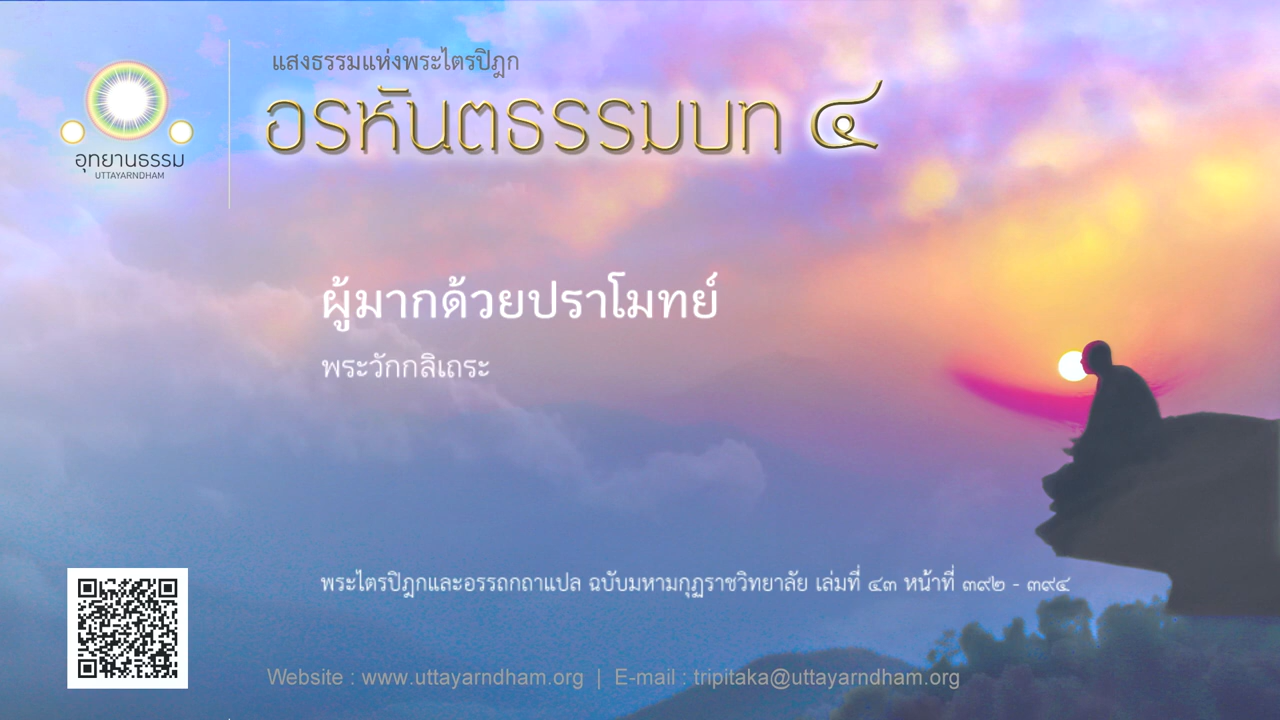 แสงธรรมแห่งพระไตรปิฎก
อรหันตธรรมบท ๔
อุทยานธรรม
UTTAYARNDHAM
ผู้มากด้วยปราโมทย์
พระวักกลิเถระ
พระไตรปิฎกและอรรถกถาแปล ฉบับมหามกุฏราชวิทยาลัย เล่มที่ ๔๓ หน้าที่ ๓๙๒ - ๓๙๔
Website : www.uttayarndham.org | E-mail : tripitaka@uttayarndham.org